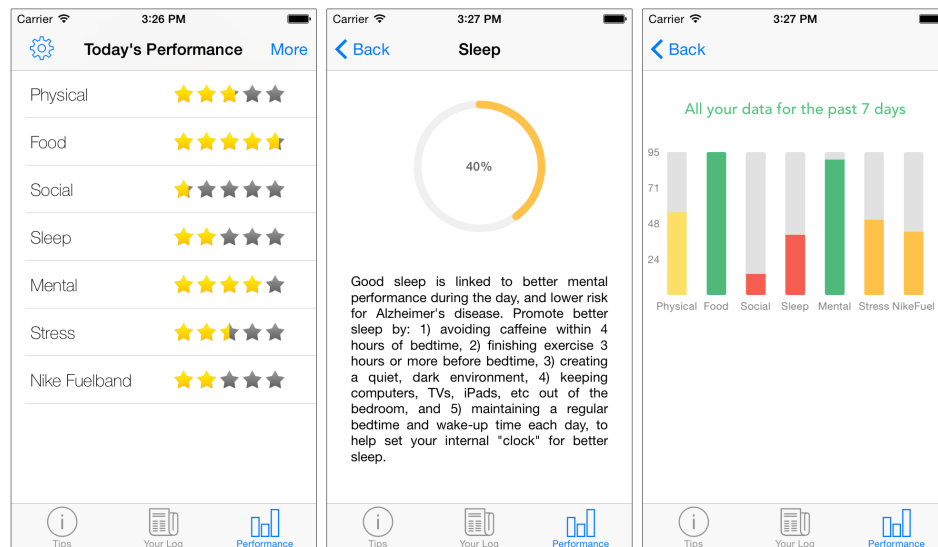 Carrier 3:26 PM
Today's Performance More
Physical
Food
Social
Sleep
Mental
Stress
Nike Fuelband
Tips Your Log Performance
Carrier 3:27 PM
Back Sleep
40%
Good sleep is linked to better mental
performance during the day, and lower risk
for Alzheimer's disease. Promote better
sleep by: 1) avoiding caffeine within 4
hours of bedtime, 2) finishing exercise 3
hours or more before bedtime, 3) creating
a quiet, dark environment, 4) keeping
computers, TVs, iPads, etc out of the
bedroom, and 5) maintaining a regular
bedtime and wake-up time each day, to
help set your internal "clock" for better
sleep.
Tips Your Log Performance
Carrier 3:27 PM
Back
All your data for the past 7 days
95
71
48
24
Physical Food Social Sleep Mental Stress NikeFuel
Tips Your Log Performance